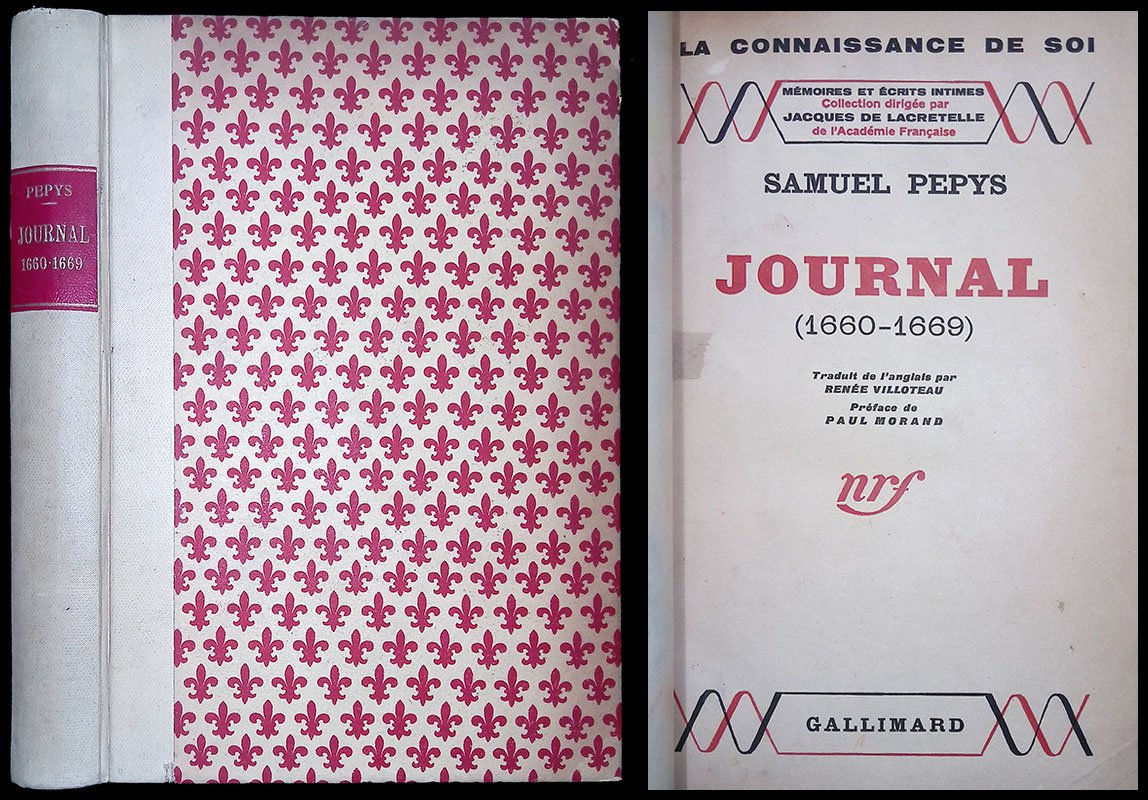 PEPYS
JOURNAL
1660-1669
LA CONNAISSANCE DE SOI
MÉMOIRES ET ÉCRITS INTIMES
Collection dirigée par
JACQUES DE LACRETELLE
de l'Académie Française
SAMUEL PEPYS
JOURNAL
(1660-1669)
Traduit de l'anglais par
RENÉE VILLOTEAU
Préface de
PAUL MORAND
nrf
GALLIMARD